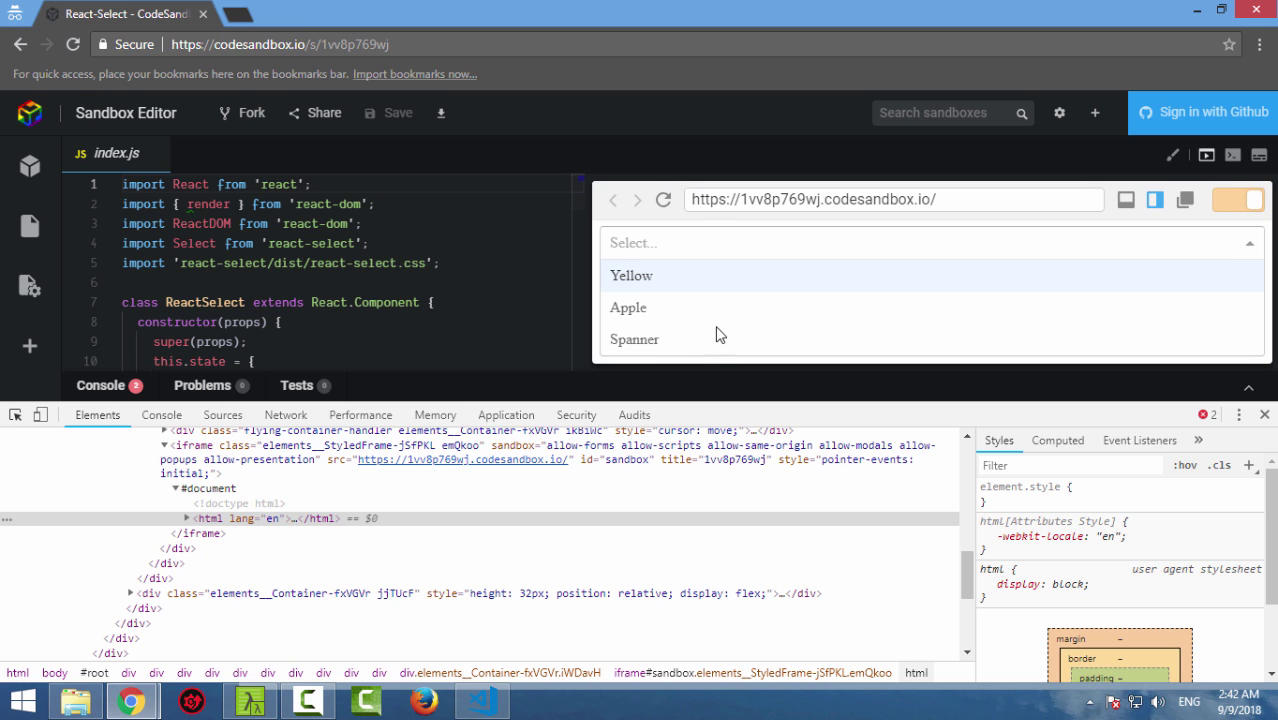 React-Select - CodeSand
Secure https://codesandbox.io/s/1vv8p769wj
For quick access, place your bookmarks here on the bookmarks bar. Import bookmarks now...
Sandbox Editor Fork Share Save Search sandboxes Sign in with Github
JS index.js
1 import React from 'react';
2 import { render } from 'react-dom';
3 import ReactDOM from 'react-dom';
4 import Select from 'react-select';
5 import 'react-select/dist/react-select.css';
6
7 class ReactSelect extends React.Component {
8 constructor(props) {
9 super(props);
10 this.state = {
https://1vv8p769wj.codesandbox.io/
Select...
Yellow
Apple
Spanner
Console 2 Problems 0 Tests 0
Elements Console Sources Network Performance Memory Application Security Audits 2
<div class="flying-container-handler elements__Container-fxVGVr ikBiWc" style="cursor: move;">…</div>
<iframe class="elements__StyledFrame-jSfPKL emQkoo" sandbox="allow-forms allow-scripts allow-same-origin allow-modals allow-
popups allow-presentation" src="https://1vv8p769wj.codesandbox.io/" id="sandbox" title="1vv8p769wj" style="pointer-events:
initial;">
#document
<!doctype html>
... <html lang="en">…</html> == $0
</iframe>
</div>
</div>
</div>
<div class="elements__Container-fxVGVr jjTUcF" style="height: 32px; position: relative; display: flex;">…</div>
</div>
</div>
</div>
</div>
html body #root div div div div div div div div.elements__Container-fxVGVr.iWDavH iframe#sandbox.elements__StyledFrame-jSfPKL.emQkoo html
Styles Computed Event Listeners »
Filter :hov .cls +
element.style {
}
html[Attributes Style] {
-webkit-locale: "en";
}
html { user agent stylesheet
display: block;
}
margin –
border –
padding –
ENG
2:42 AM
9/9/2018